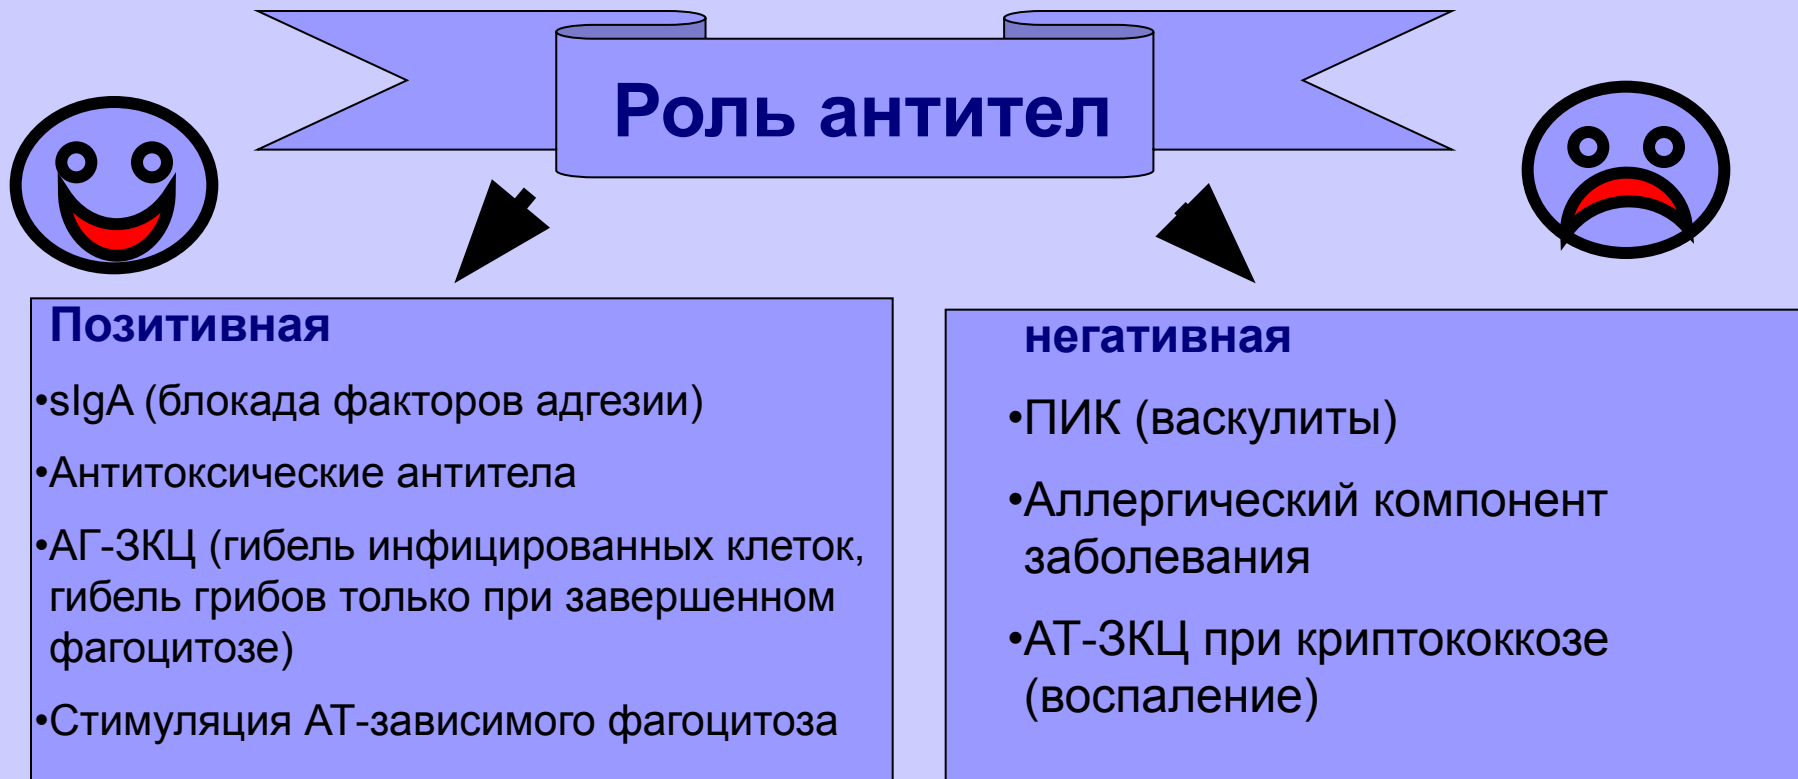 Роль антител
Позитивная
•sIgA (блокада факторов адгезии)
•Антитоксические антитела
•АГ-ЗКЦ (гибель инфицированных клеток,
гибель грибов только при завершенном
фагоцитозе)
•Стимуляция АТ-зависимого фагоцитоза
негативная
•ПИК (васкулиты)
•Аллергический компонент
заболевания
•АТ-ЗКЦ при криптококкозе
(воспаление)